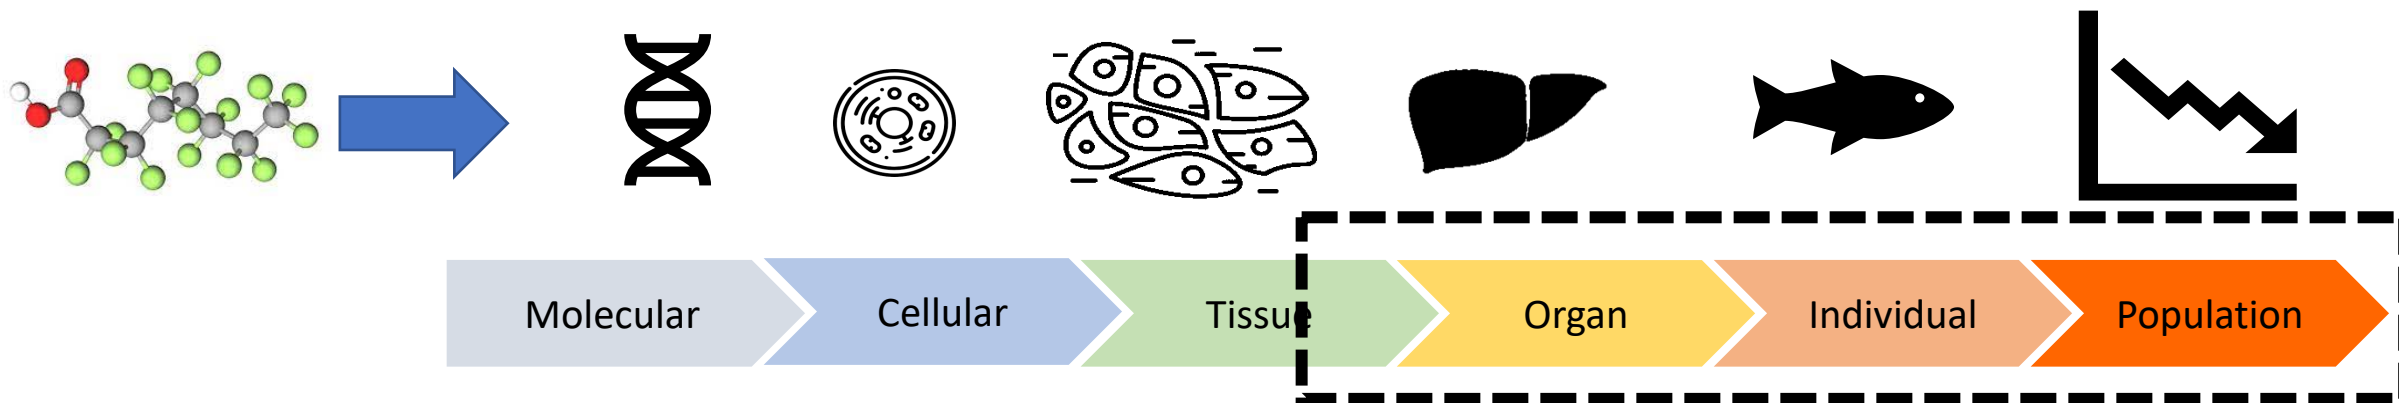 Molecular
Cellular
Tissue
Organ
Individual
Population